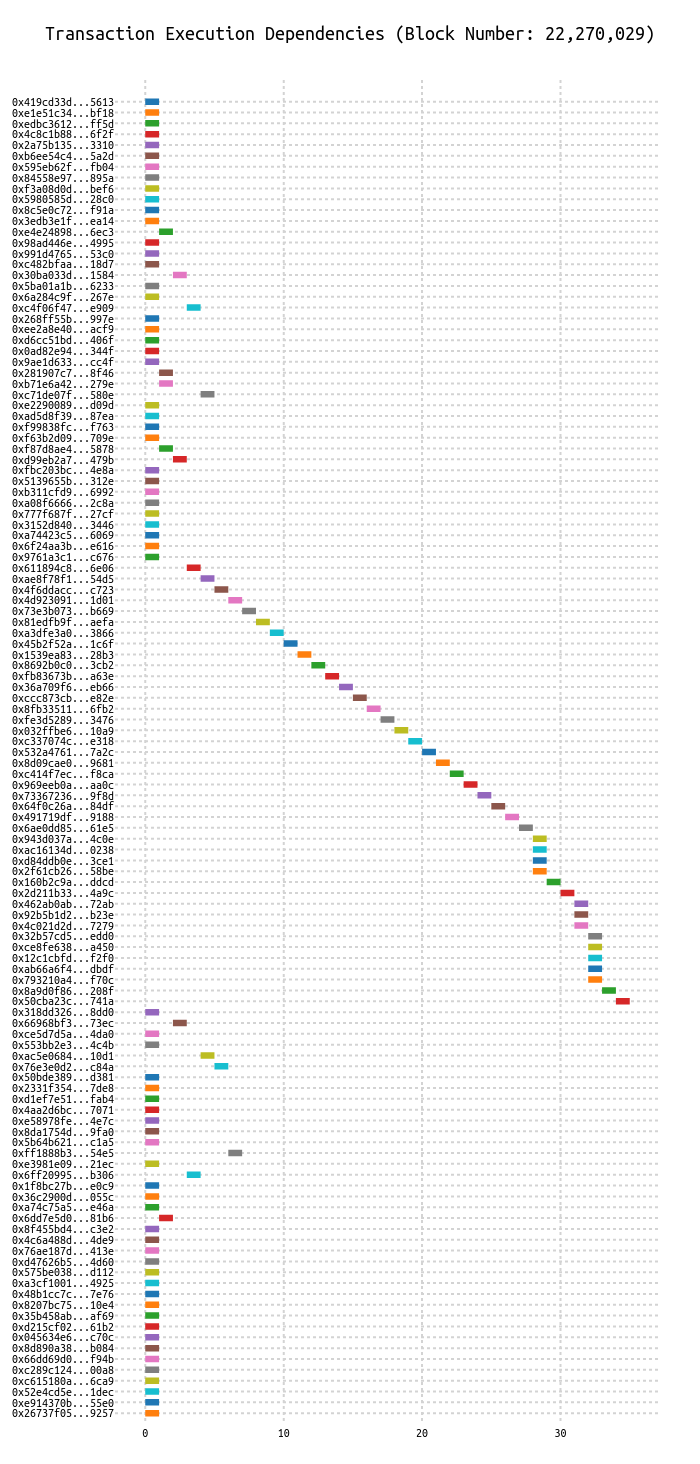 Transaction Execution Dependencies (Block Number: 22,270,029)
0x419cd33d...5613
0xe1e51c34...bf18
0xedbc3612...ff5d
0x4c8c1b88...6f2f
0x2a75b135...3310
0xb6ee54c4...5a2d
0x595eb62f...fb04
0x84558e97...895a
0xf3a08d0d...bef6
0x5980585d...28c0
0x8c5e0c72...f91a
0x3edb3e1f...ea14
0xe4e24898...6ec3
0x98ad446e...4995
0x991d4765...53c0
0xc482bfaa...18d7
0x30ba033d...1584
0x5ba01a1b...6233
0x6a284c9f...267e
0xc4f06f47...e909
0x268ff55b...997e
0xee2a8e40...acf9
0xd6cc51bd...406f
0x0ad82e94...344f
0x9ae1d633...cc4f
0x281907c7...8f46
0xb71e6a42...279e
0xc71de07f...580e
0xe2290089...d09d
0xad5d8f39...87ea
0xf99838fc...f763
0xf63b2d09...709e
0xf87d8ae4...5878
0xd99eb2a7...479b
0xfbc203bc...4e8a
0x5139655b...312e
0xb311cfd9...6992
0xa08f6666...2c8a
0x777f687f...27cf
0x3152d840...3446
0xa74423c5...6069
0x6f24aa3b...e616
0x9761a3c1...c676
0x611894c8...6e06
0xae8f78f1...54d5
0x4f6ddacc...c723
0x4d923091...1d01
0x73e3b073...b669
0x81edfb9f...aefa
0xa3dfe3a0...3866
0x45b2f52a...1c6f
0x1539ea83...28b3
0x8692b0c0...3cb2
0xfb83673b...a63e
0x36a709f6...eb66
0xccc873cb...e82e
0x8fb33511...6fb2
0xfe3d5289...3476
0x032ffbe6...10a9
0xc337074c...e318
0x532a4761...7a2c
0x8d09cae0...9681
0xc414f7ec...f8ca
0x969eeb0a...aa0c
0x73367236...9f8d
0x64f0c26a...84df
0x491719df...9188
0x6ae0dd85...61e5
0x943d037a...4c0e
0xac16134d...0238
0xd84ddb0e...3ce1
0x2f61cb26...58be
0x160b2c9a...ddcd
0x2d211b33...4a9c
0x462ab0ab...72ab
0x92b5b1d2...b23e
0x4c021d2d...7279
0x32b57cd5...edd0
0xce8fe638...a450
0x12c1cbfd...f2f0
0xab66a6f4...dbdf
0x793210a4...f70c
0x8a9d0f86...208f
0x50cba23c...741a
0x318dd326...8dd0
0x66968bf3...73ec
0xce5d7d5a...4da0
0x553bb2e3...4c4b
0xac5e0684...10d1
0x76e3e0d2...c84a
0x50bde389...d381
0x2331f354...7de8
0xd1ef7e51...fab4
0x4aa2d6bc...7071
0xe58978fe...4e7c
0x8da1754d...9fa0
0x5b64b621...c1a5
0xff1888b3...54e5
0xe3981e09...21ec
0x6ff20995...b306
0x1f8bc27b...e0c9
0x36c2900d...055c
0xa74c75a5...e46a
0x6dd7e5d0...81b6
0x8f455bd4...c3e2
0x4c6a488d...4de9
0x76ae187d...413e
0xd47626b5...4d60
0x575be038...d112
0xa3cf1001...4925
0x48b1cc7c...7e76
0x8207bc75...10e4
0x35b458ab...af69
0xd215cf02...61b2
0x045634e6...c70c
0x8d890a38...b084
0x66dd69d0...f94b
0xc289c124...00a8
0xc615180a...6ca9
0x52e4cd5e...1dec
0xe914370b...55e0
0x26737f05...9257
0 10 20 30